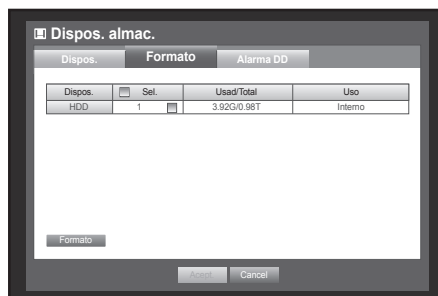 Dispos. almac.
Dispos. Formato Alarma DD
Dispos. Sel. Usad/Total Uso
HDD 1 3.92G/0.98T Interno
Formato
Acept. Cancel